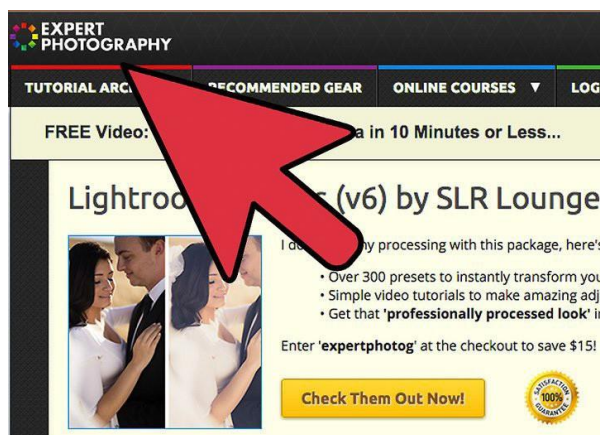 EXPERT
PHOTOGRAPHY
TUTORIAL
RECOMMENDED GEAR
ONLINE COURSES ▼
LOG
FREE Video: a in 10 Minutes or Less...
(v6) by SLR Lounge
I processing with this package, here's
• Over 300 presets to instantly transform you
• Simple video tutorials to make amazing adj
• Get that 'professionally processed look' i
Enter 'expertphotog' at the checkout to save $15!
Check Them Out Now!
SATISFACTION
100%
GUARANTEE